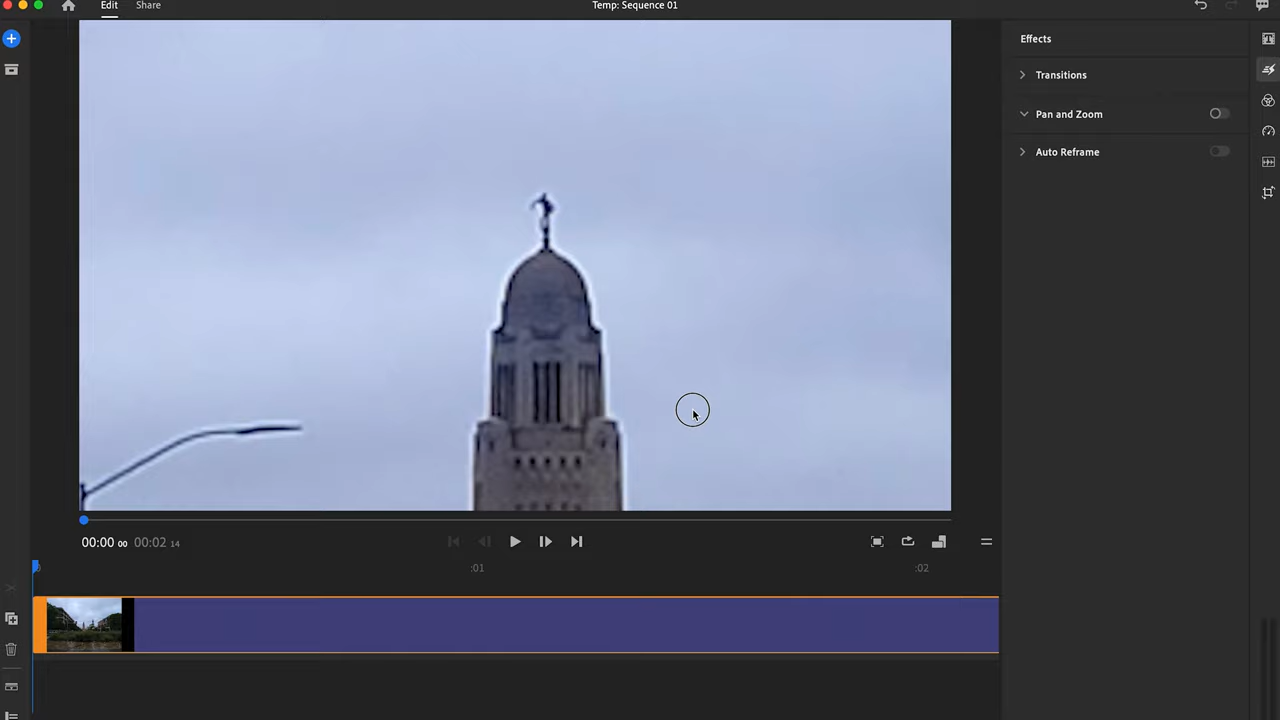 Edit
Share
Temp: Sequence 01
Effects
Transitions
Pan and Zoom
Auto Reframe
00:00 00
00:02 14
:01
:02